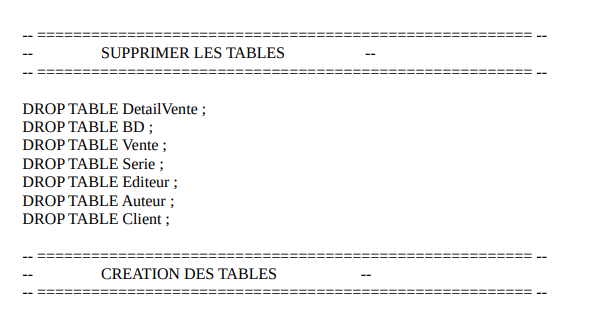 -- ======================================================= --
-- SUPPRIMER LES TABLES --
-- ======================================================= --
DROP TABLE DetailVente ;
DROP TABLE BD ;
DROP TABLE Vente ;
DROP TABLE Serie ;
DROP TABLE Editeur ;
DROP TABLE Auteur ;
DROP TABLE Client ;
-- ======================================================= --
-- CREATION DES TABLES --
-- ======================================================= --